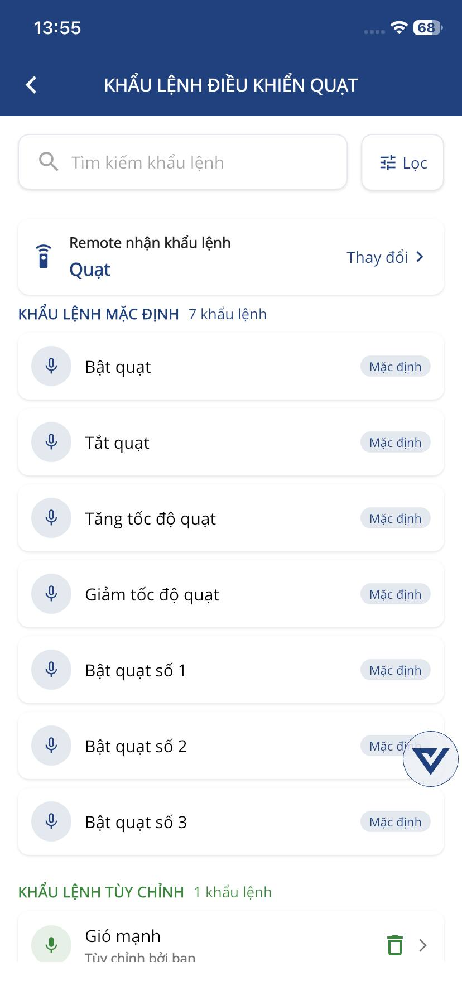 13:55
68
KHẨU LỆNH ĐIỀU KHIỂN QUẠT
Tìm kiếm khẩu lệnh
Lọc
Remote nhận khẩu lệnh
Quạt
Thay đổi
KHẨU LỆNH MẶC ĐỊNH 7 khẩu lệnh
Bật quạt
Mặc định
Tắt quạt
Mặc định
Tăng tốc độ quạt
Mặc định
Giảm tốc độ quạt
Mặc định
Bật quạt số 1
Mặc định
Bật quạt số 2
Mặc định
Bật quạt số 3
Mặc định
KHẨU LỆNH TÙY CHỈNH 1 khẩu lệnh
Gió mạnh
Tùy chỉnh bởi bạn